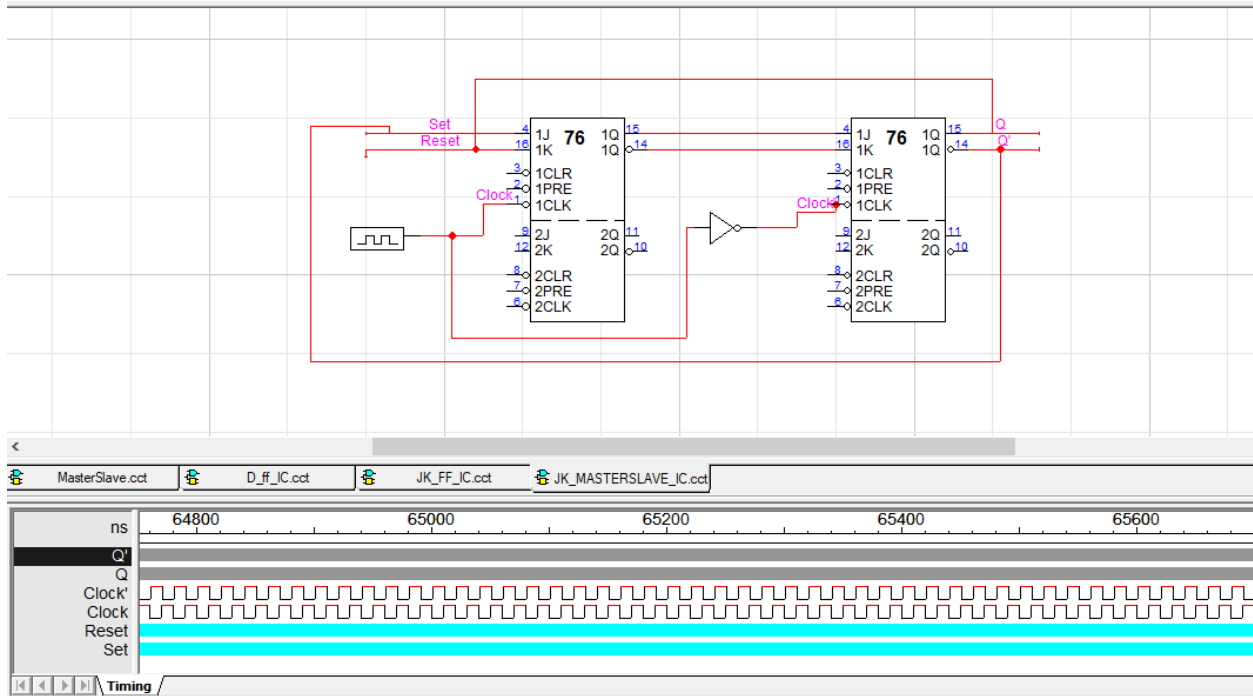 Set 4 1J 76 1Q 15 4 1J 76 1Q 15 Q
Reset 16 1K 1Q 14 16 1K 1Q 14 Q'
3 1CLR 3 1CLR
2 1PRE 2 1PRE
Clock 1 1CLK Clock' 1CLK
9 2J 2Q 11 9 2J 2Q 11
12 2K 2Q 10 12 2K 2Q 10
8 2CLR 8 2CLR
7 2PRE 7 2PRE
6 2CLK 6 2CLK
MasterSlave.cct D_ff_IC.cct JK_FF_IC.cct JK_MASTERSLAVE_IC.cct
ns 64800 65000 65200 65400 65600
Q'
Q
Clock'
Clock
Reset
Set
Timing